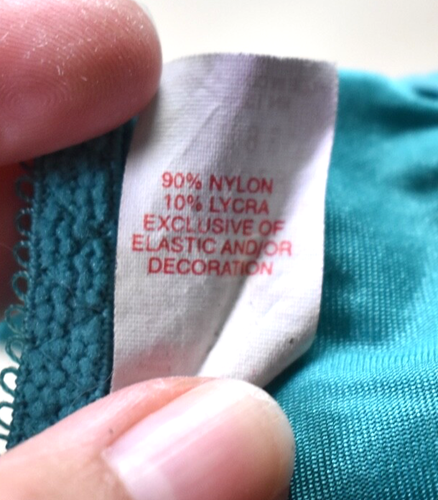 90% NYLON
10% LYCRA
EXCLUSIVE OF
ELASTIC AND/OR
DECORATION